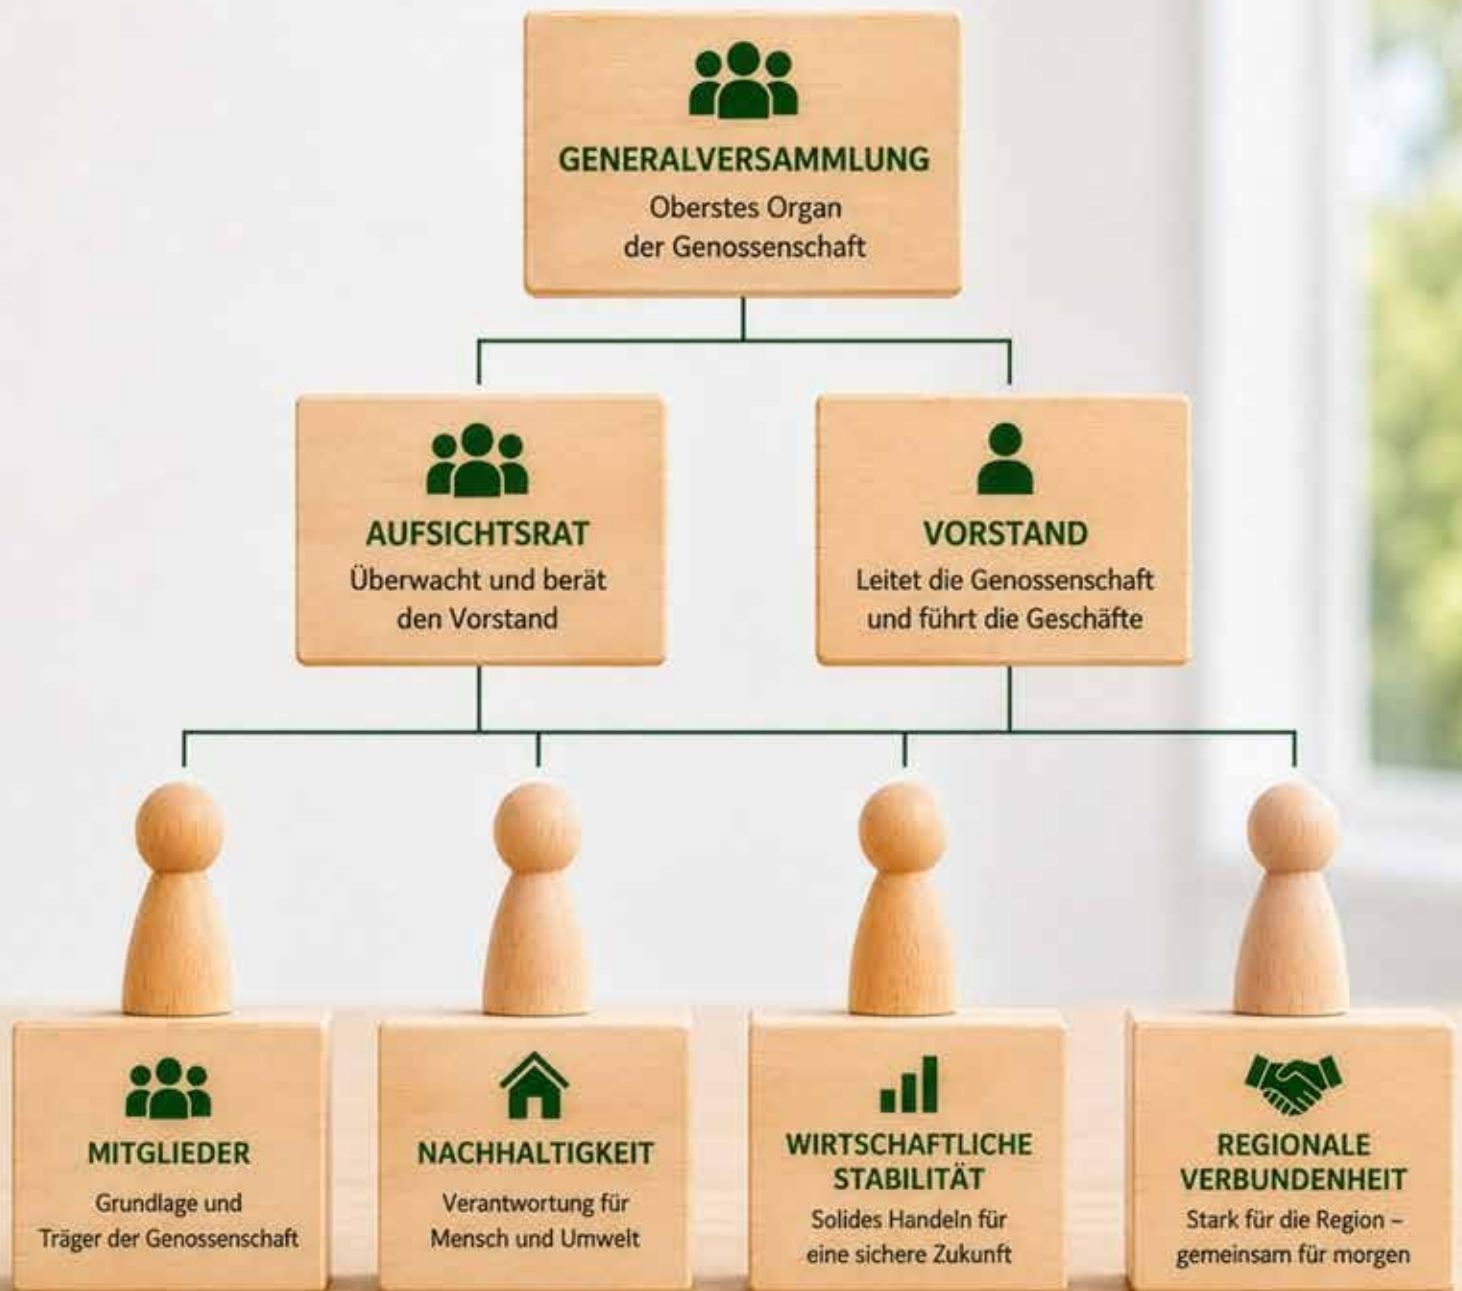 GENERALVERSAMMLUNG
Oberstes Organ
der Genossenschaft
AUFSICHTSRAT
Überwacht und berät
den Vorstand
VORSTAND
Leitet die Genossenschaft
und führt die Geschäfte
MITGLIEDER
Grundlage und
Träger der Genossenschaft
NACHHALTIGKEIT
Verantwortung für
Mensch und Umwelt
WIRTSCHAFTLICHE
STABILITÄT
Solides Handeln für
eine sichere Zukunft
REGIONALE
VERBUNDENHEIT
Stark für die Region –
gemeinsam für morgen